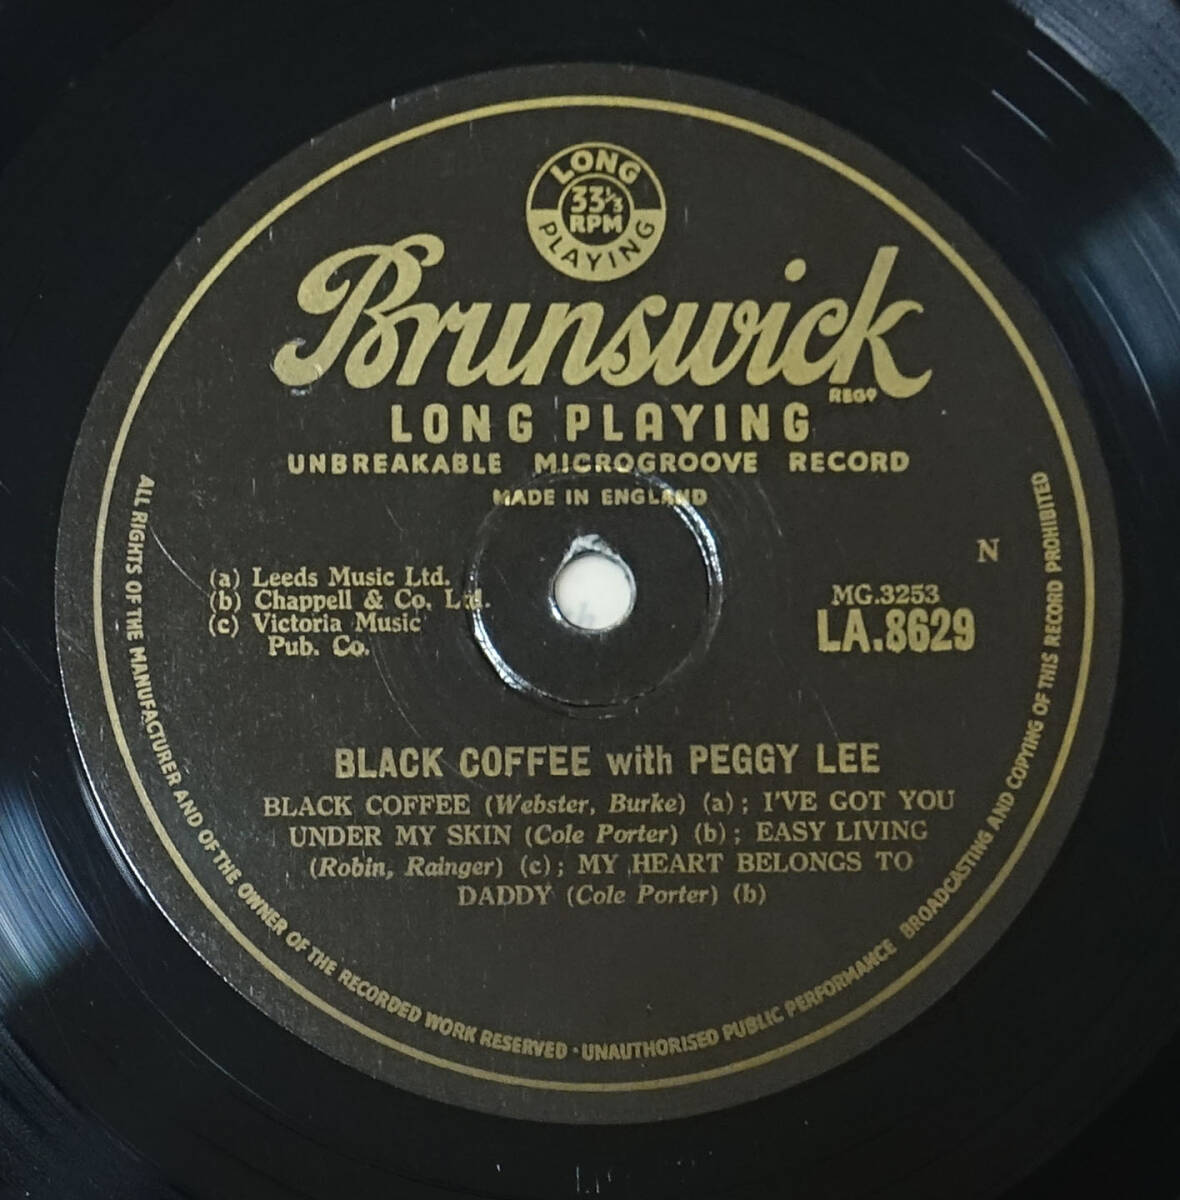 LONG
33⅓
RPM
PLAYING
Brunswick
REGD
LONG PLAYING
UNBREAKABLE MICROGROOVE RECORD
MADE IN ENGLAND
N
(a) Leeds Music Ltd.
(b) Chappell & Co. Ltd.
(c) Victoria Music
Pub. Co.
MG.3253
LA.8629
BLACK COFFEE with PEGGY LEE
BLACK COFFEE (Webster, Burke) (a); I'VE GOT YOU
UNDER MY SKIN (Cole Porter) (b); EASY LIVING
(Robin, Rainger) (c); MY HEART BELONGS TO
DADDY (Cole Porter) (b)
ALL RIGHTS OF THE MANUFACTURER AND OF THE OWNER OF THE RECORDED WORK RESERVED · UNAUTHORISED PUBLIC PERFORMANCE BROADCASTING AND COPYING OF THIS RECORD PROHIBITED